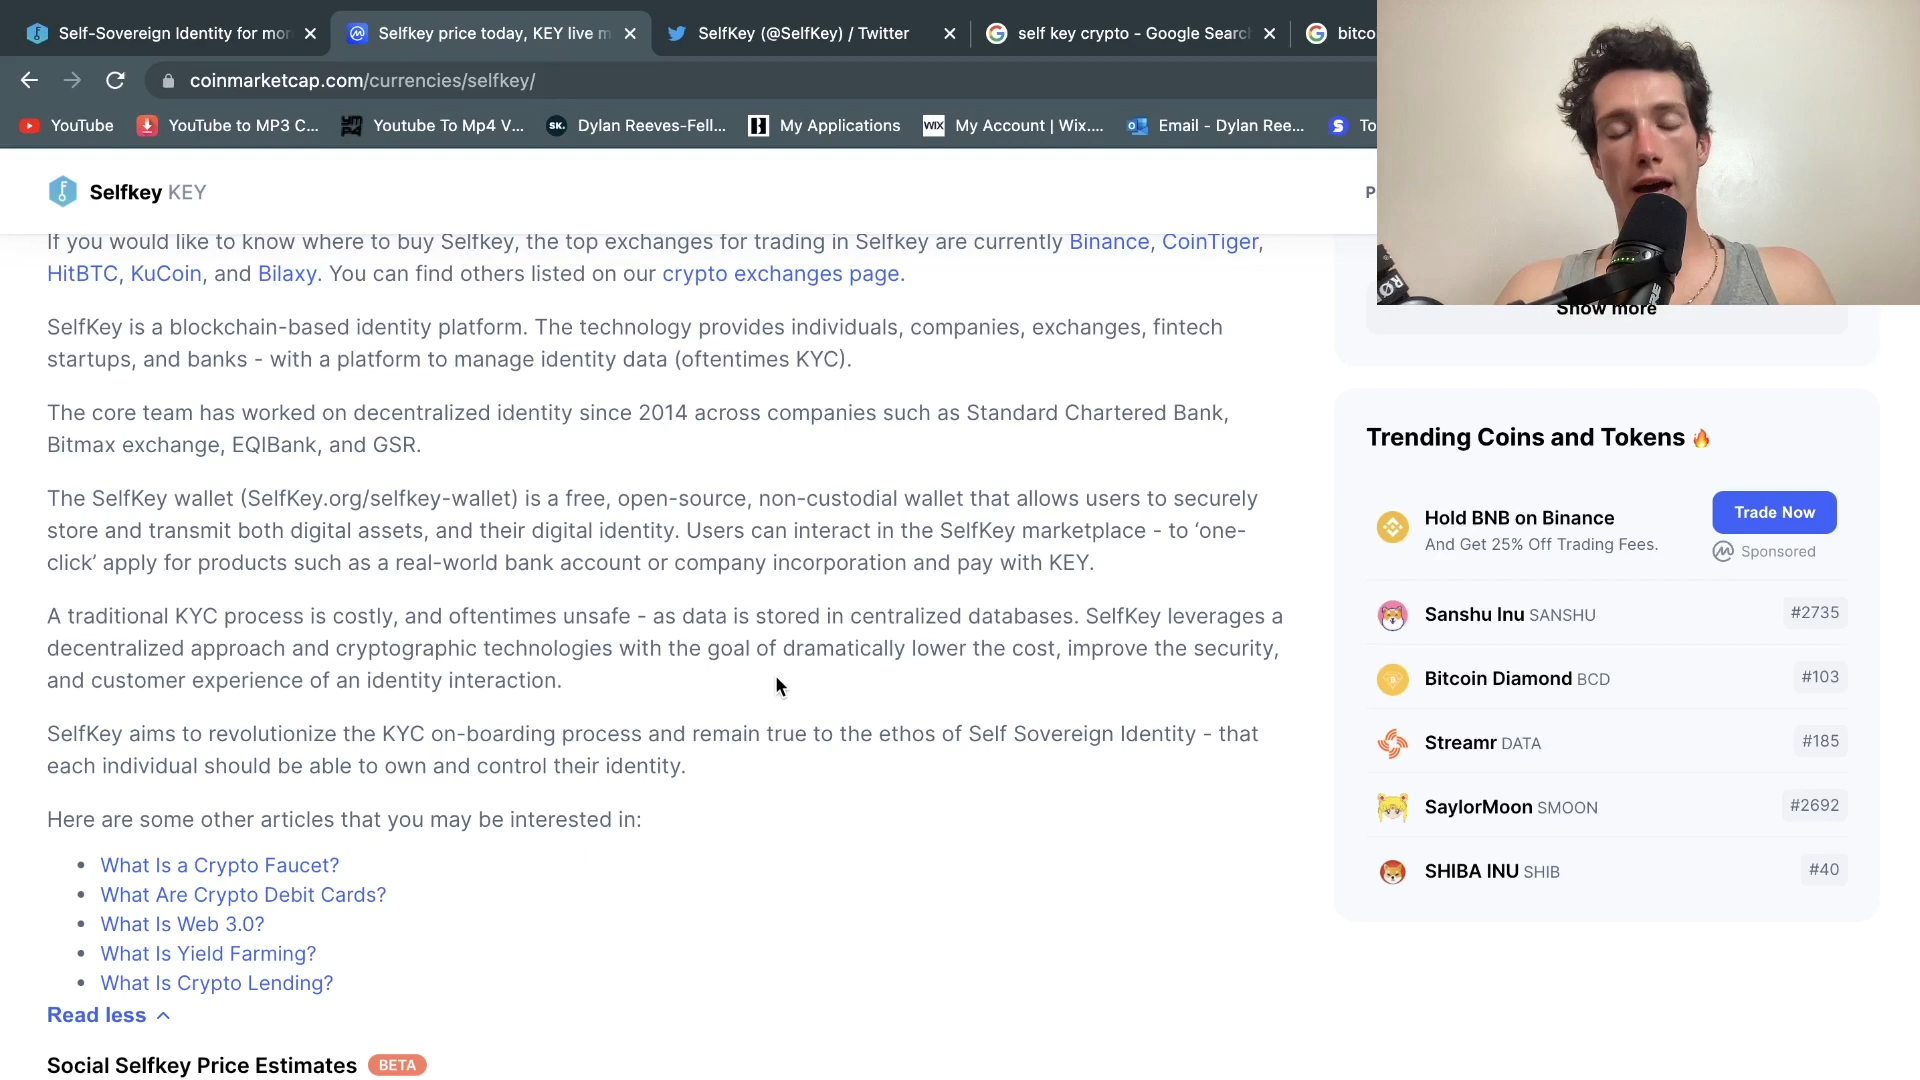 Self-Sovereign Identity for mor
Selfkey price today, KEY live m
SelfKey (@SelfKey) / Twitter
self key crypto - Google Search
bitco
coinmarketcap.com/currencies/selfkey/
YouTube
YouTube to MP3 C...
Youtube To Mp4 V...
SK.
Dylan Reeves-Fell...
My Applications
WIX
My Account | Wix....
Email - Dylan Ree...
S
To
Selfkey KEY
P
If you would like to know where to buy Selfkey, the top exchanges for trading in Selfkey are currently Binance, CoinTiger,
HitBTC, KuCoin, and Bilaxy. You can find others listed on our crypto exchanges page.
SelfKey is a blockchain-based identity platform. The technology provides individuals, companies, exchanges, fintech
startups, and banks - with a platform to manage identity data (oftentimes KYC).
The core team has worked on decentralized identity since 2014 across companies such as Standard Chartered Bank,
Bitmax exchange, EQIBank, and GSR.
The SelfKey wallet (SelfKey.org/selfkey-wallet) is a free, open-source, non-custodial wallet that allows users to securely
store and transmit both digital assets, and their digital identity. Users can interact in the SelfKey marketplace - to ‘one-
click’ apply for products such as a real-world bank account or company incorporation and pay with KEY.
A traditional KYC process is costly, and oftentimes unsafe - as data is stored in centralized databases. SelfKey leverages a
decentralized approach and cryptographic technologies with the goal of dramatically lower the cost, improve the security,
and customer experience of an identity interaction.
SelfKey aims to revolutionize the KYC on-boarding process and remain true to the ethos of Self Sovereign Identity - that
each individual should be able to own and control their identity.
Here are some other articles that you may be interested in:
What Is a Crypto Faucet?
What Are Crypto Debit Cards?
What Is Web 3.0?
What Is Yield Farming?
What Is Crypto Lending?
Read less
Social Selfkey Price Estimates BETA
Show more
Trending Coins and Tokens
Hold BNB on Binance
And Get 25% Off Trading Fees.
Trade Now
Sponsored
Sanshu Inu SANSHU #2735
Bitcoin Diamond BCD #103
Streamr DATA #185
SaylorMoon SMOON #2692
SHIBA INU SHIB #40